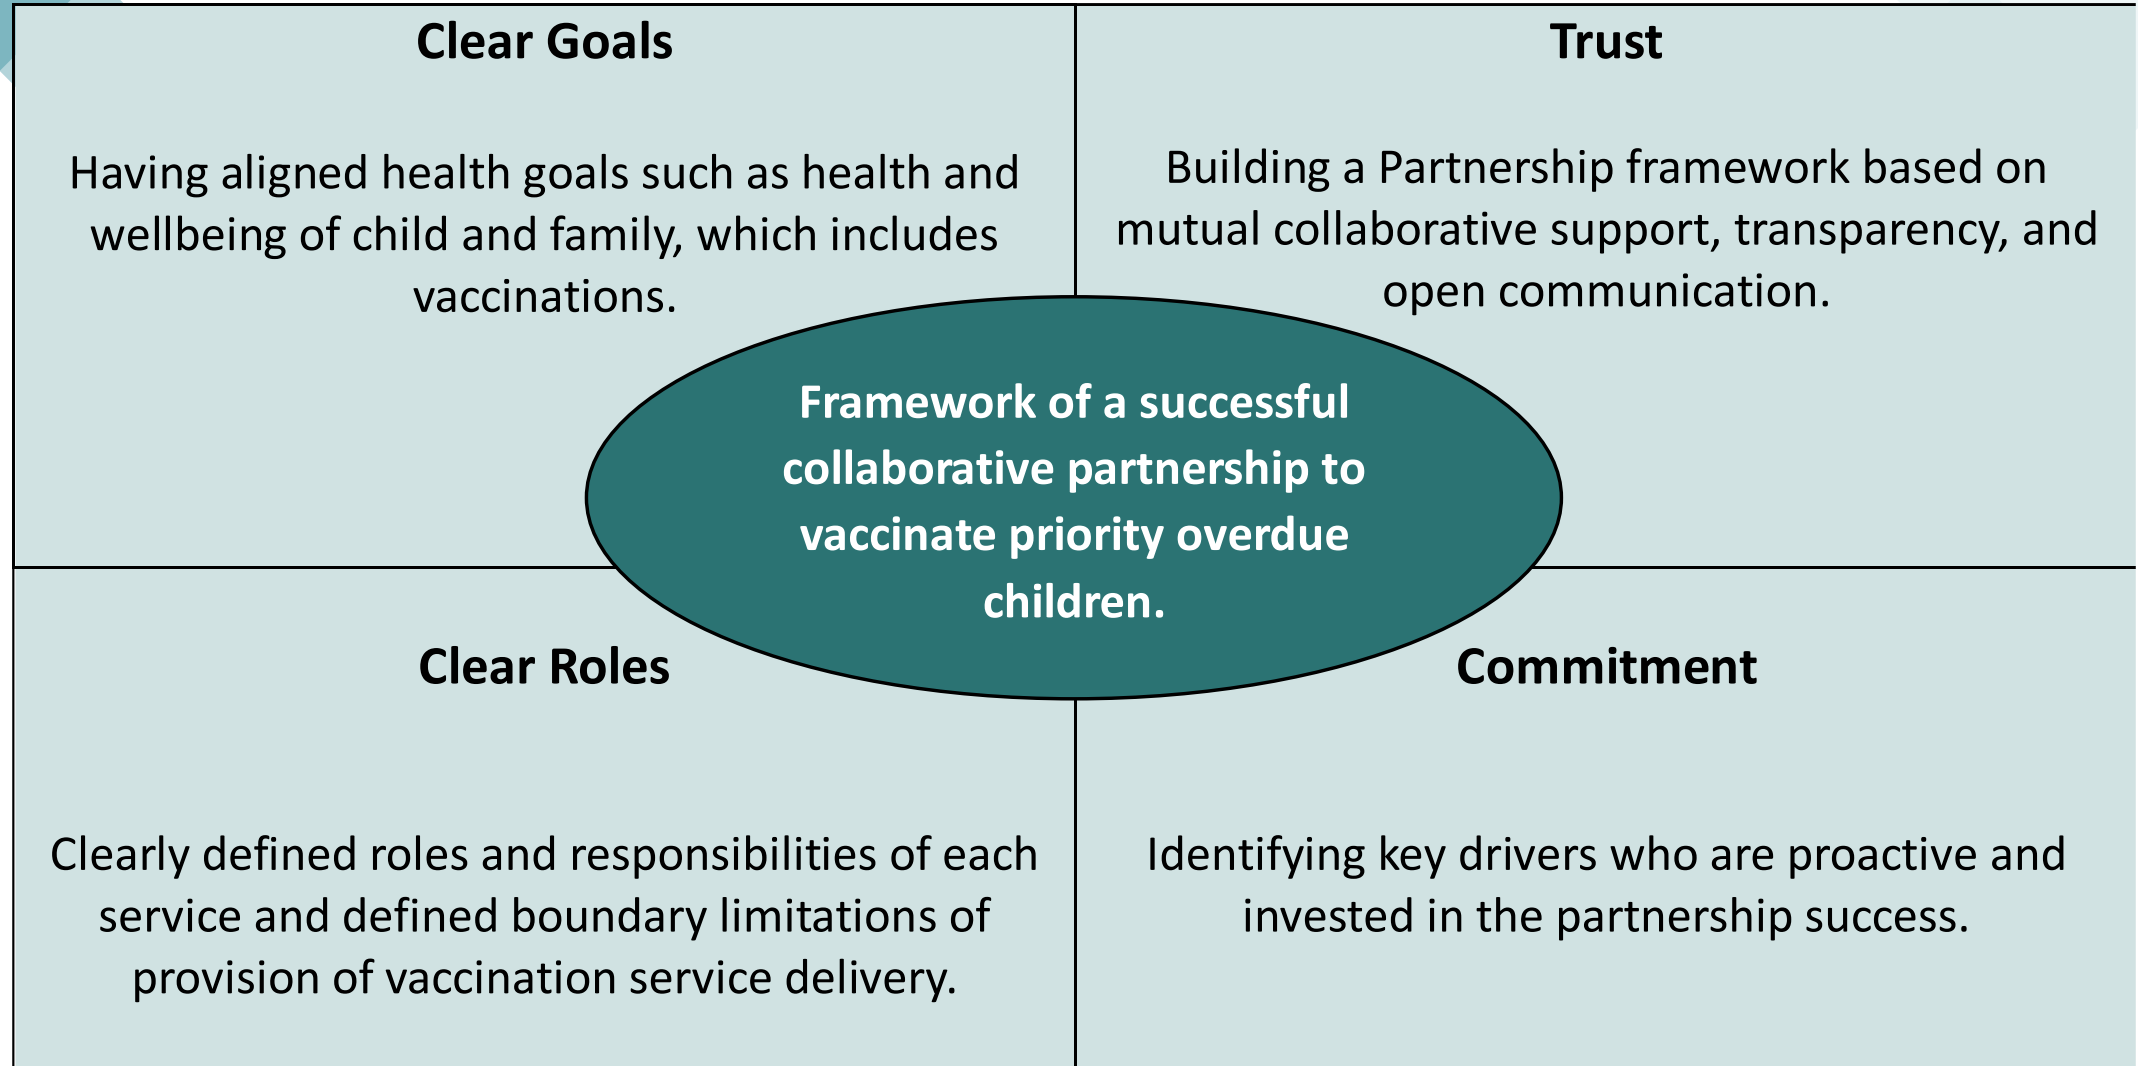 Clear Goals
Having aligned health goals such as health and
wellbeing of child and family, which includes
vaccinations.
Trust
Building a Partnership framework based on
mutual collaborative support, transparency, and
open communication.
Framework of a successful
collaborative partnership to
vaccinate priority overdue
children.
Clear Roles
Clearly defined roles and responsibilities of each
service and defined boundary limitations of
provision of vaccination service delivery.
Commitment
Identifying key drivers who are proactive and
invested in the partnership success.